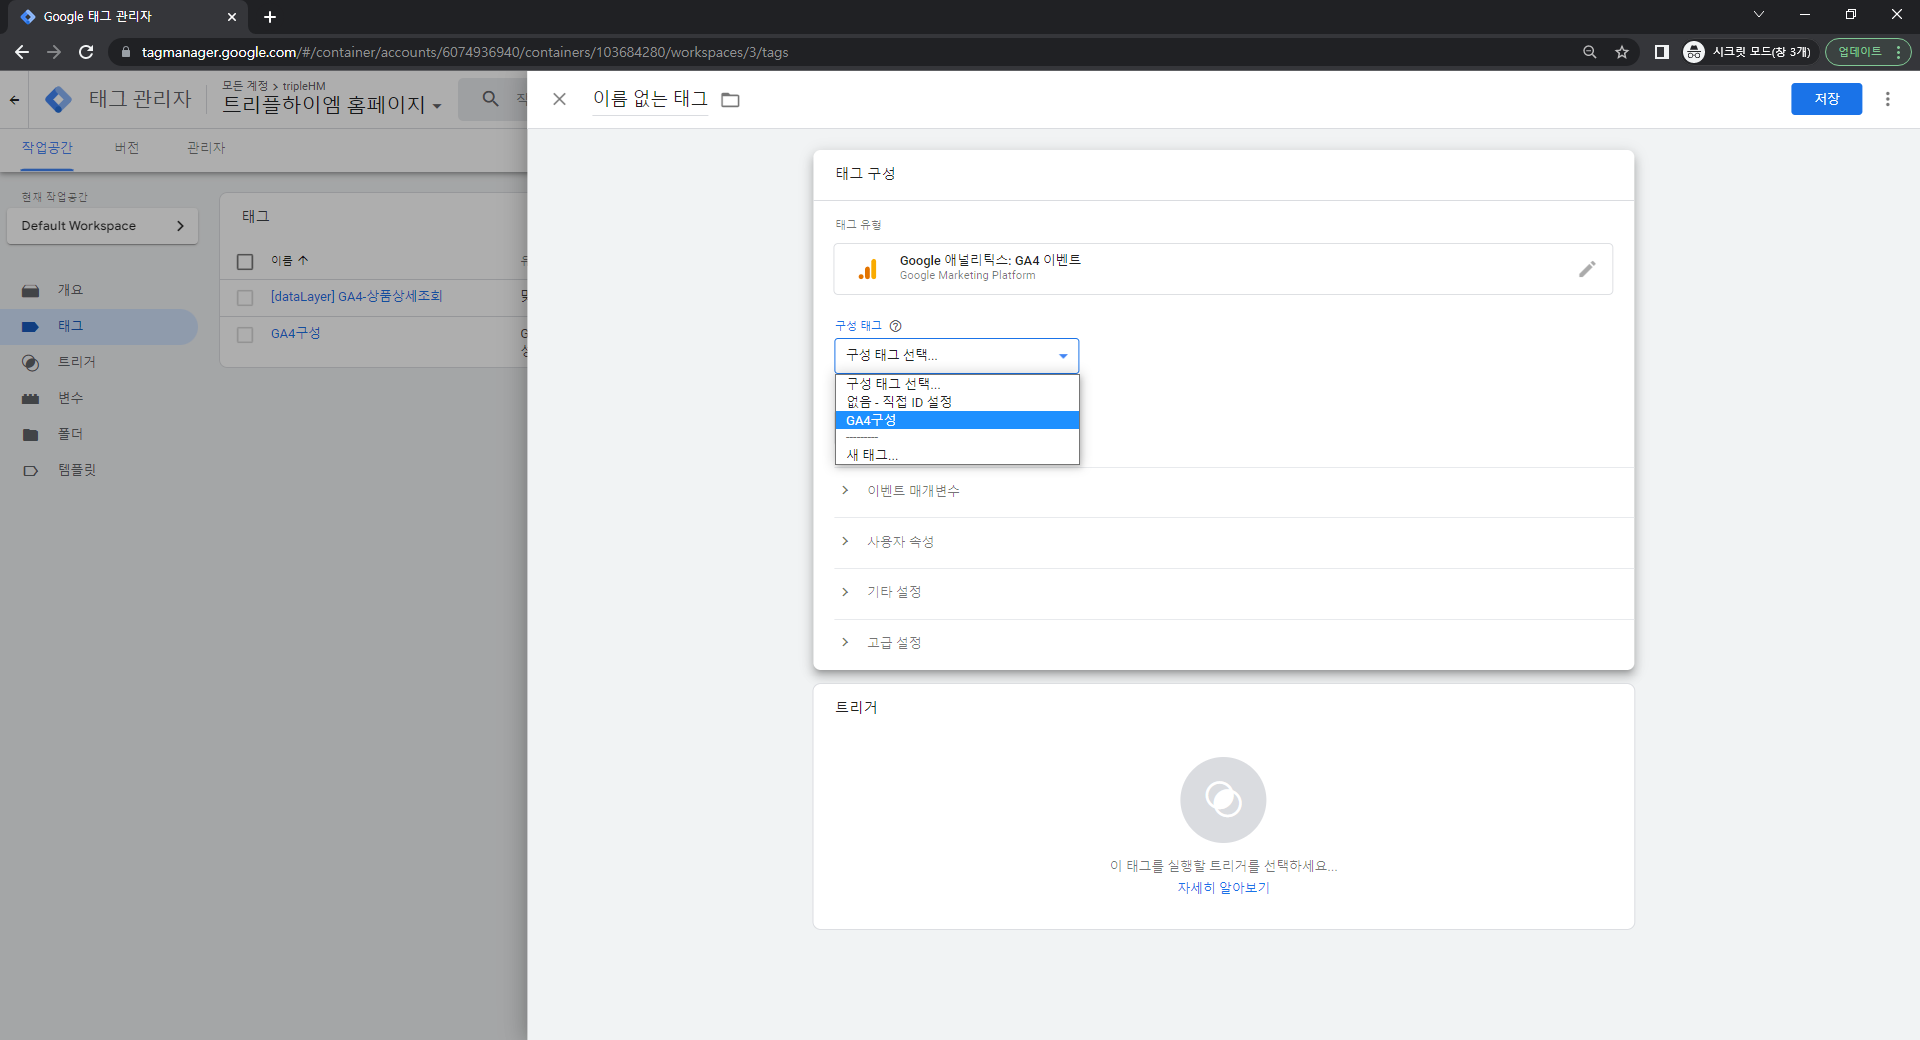 Google 태그 관리자
tagmanager.google.com/#/container/accounts/6074936940/containers/103684280/workspaces/3/tags
시크릿 모드(창 3개)
업데이트
태그 관리자
모든 계정 > tripleHM
트리플하이엠 홈페이지
이름 없는 태그
저장
작업공간
버전
관리자
현재 작업공간
Default Workspace
개요
태그
트리거
변수
폴더
템플릿
태그
이름
[dataLayer] GA4-상품상세조회
GA4구성
태그 구성
태그 유형
Google 애널리틱스: GA4 이벤트
Google Marketing Platform
구성 태그
구성 태그 선택...
구성 태그 선택...
없음 - 직접 ID 설정
GA4구성
---------
새 태그...
이벤트 매개변수
사용자 속성
기타 설정
고급 설정
트리거
이 태그를 실행할 트리거를 선택하세요...
자세히 알아보기